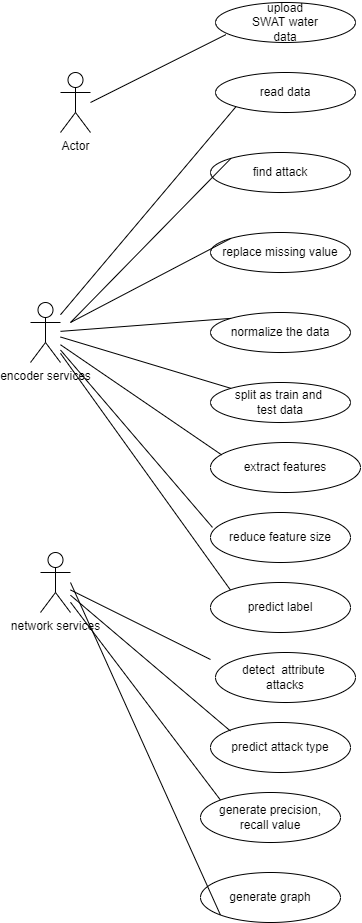 upload
SWAT water
data
read data
Actor
find attack
replace missing value
normalize the data
encoder services
split as train and
test data
extract features
reduce feature size
predict label
network services
detect attribute
attacks
predict attack type
generate precision,
recall value
generate graph